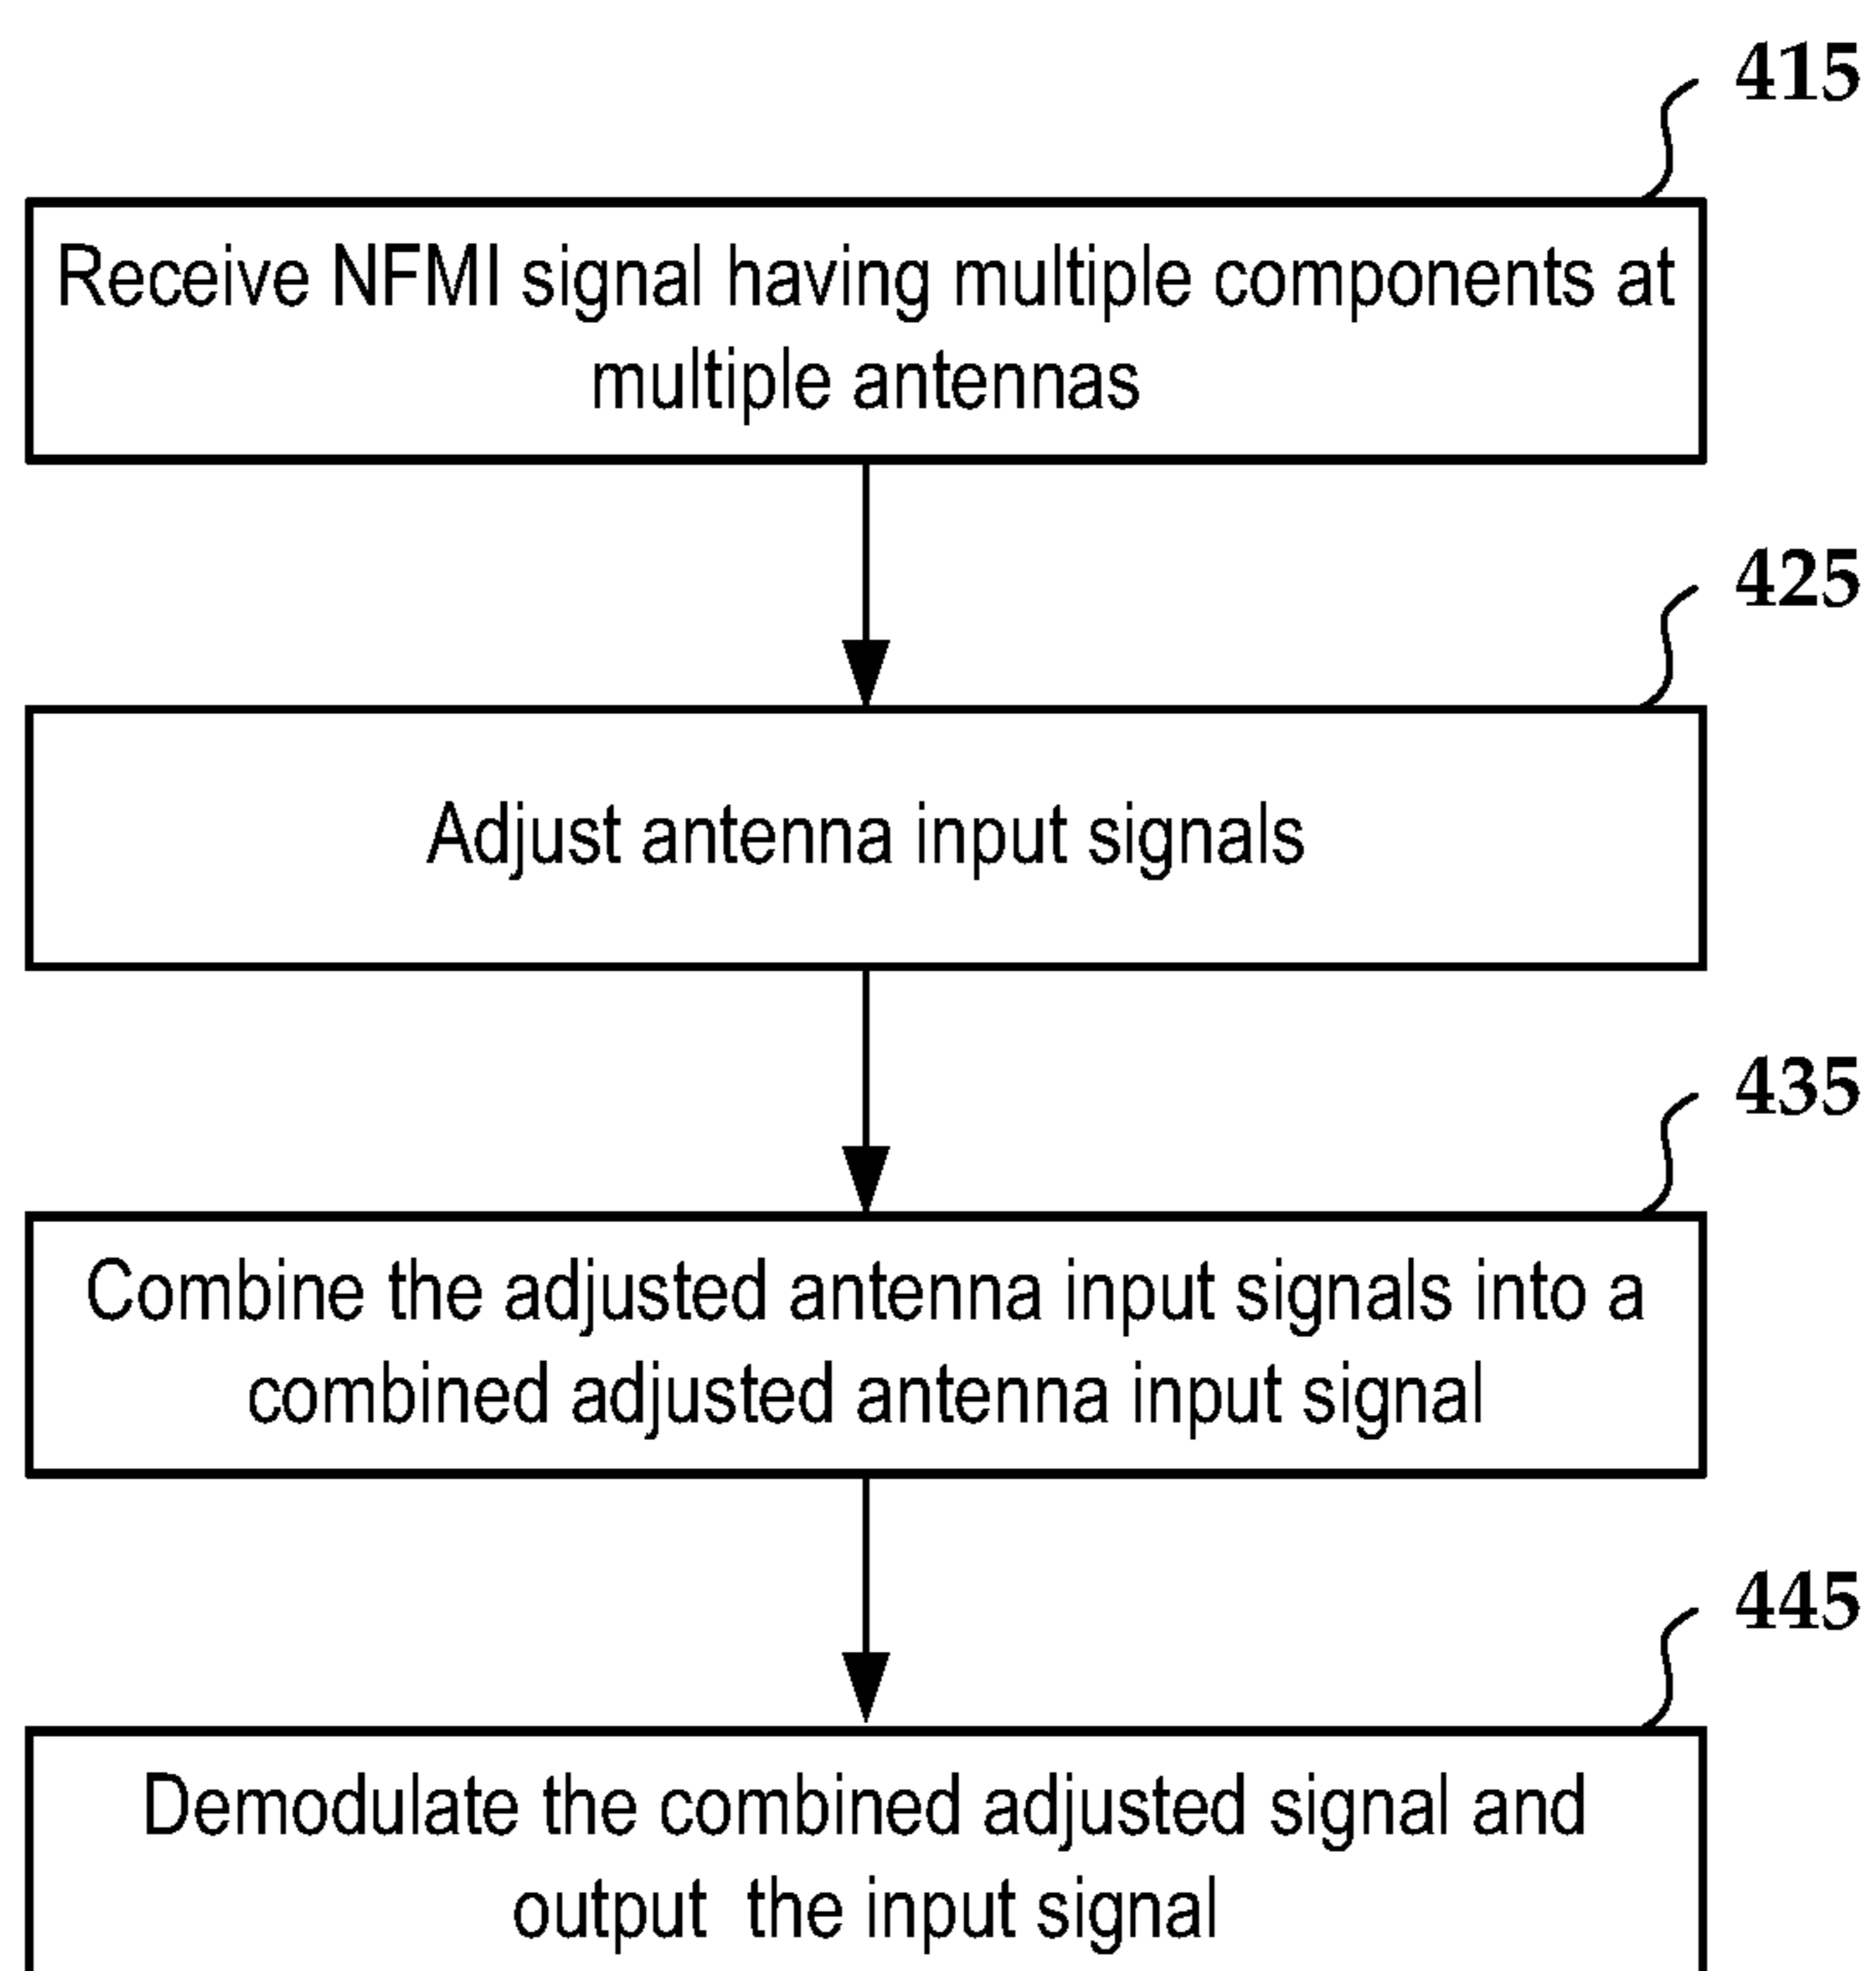 415
Receive NFMI signal having multiple components at
multiple antennas
425
Adjust antenna input signals
435
Combine the adjusted antenna input signals into a
combined adjusted antenna input signal
445
Demodulate the combined adjusted signal and
output the input signal